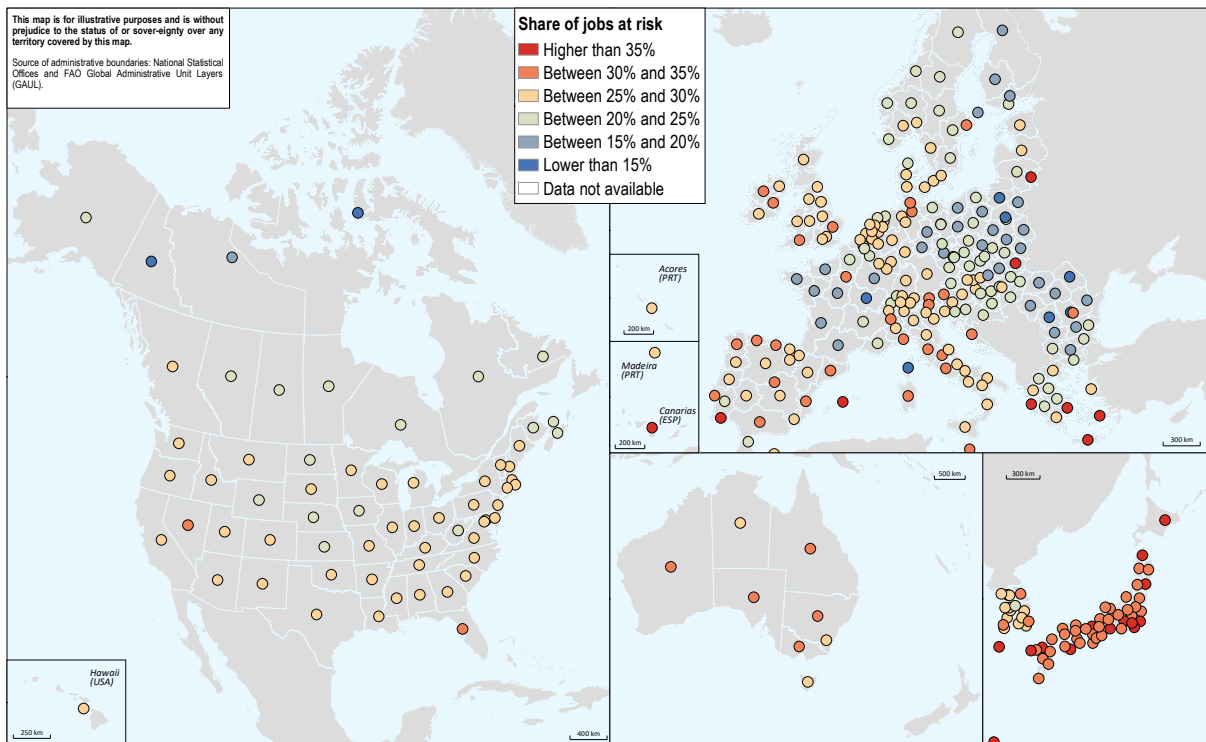 This map is for illustrative purposes and is without
prejudice to the status of or sover-eignty over any
territory covered by this map.
Source of administrative boundaries: National Statistical
Offices and FAO Global Administrative Unit Layers
(GAUL).
Share of jobs at risk
Higher than 35%
Between 30% and 35%
Between 25% and 30%
Between 20% and 25%
Between 15% and 20%
Lower than 15%
Data not available
Acores
(PRT)
200 km
Madeira
(PRT)
Canarias
(ESP)
200 km
300 km
500 km
300 km
Hawaii
(USA)
250 km
400 km